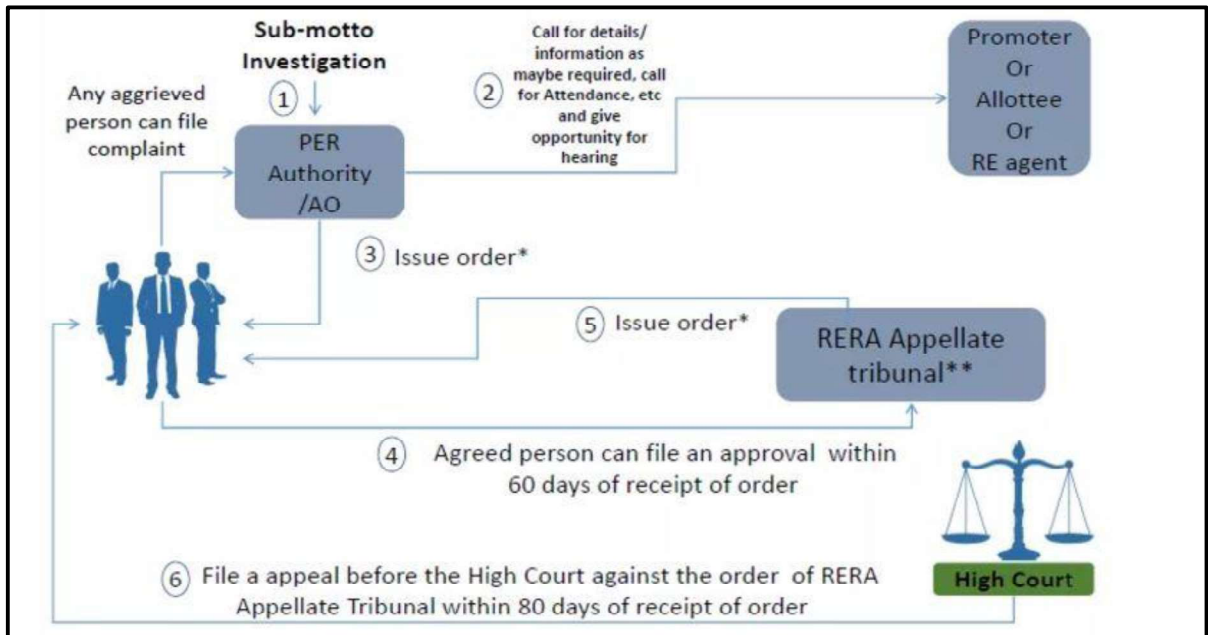 Sub-motto
Investigation
1
Any aggrieved
person can file
complaint
PER
Authority
/AO
2
Call for details/
information as
maybe required, call
for Attendance, etc
and give
opportunity for
hearing
Promoter
Or
Allottee
Or
RE agent
3 Issue order*
5 Issue order*
RERA Appellate
tribunal**
4 Agreed person can file an approval within
60 days of receipt of order
6 File a appeal before the High Court against the order of RERA
Appellate Tribunal within 80 days of receipt of order
High Court